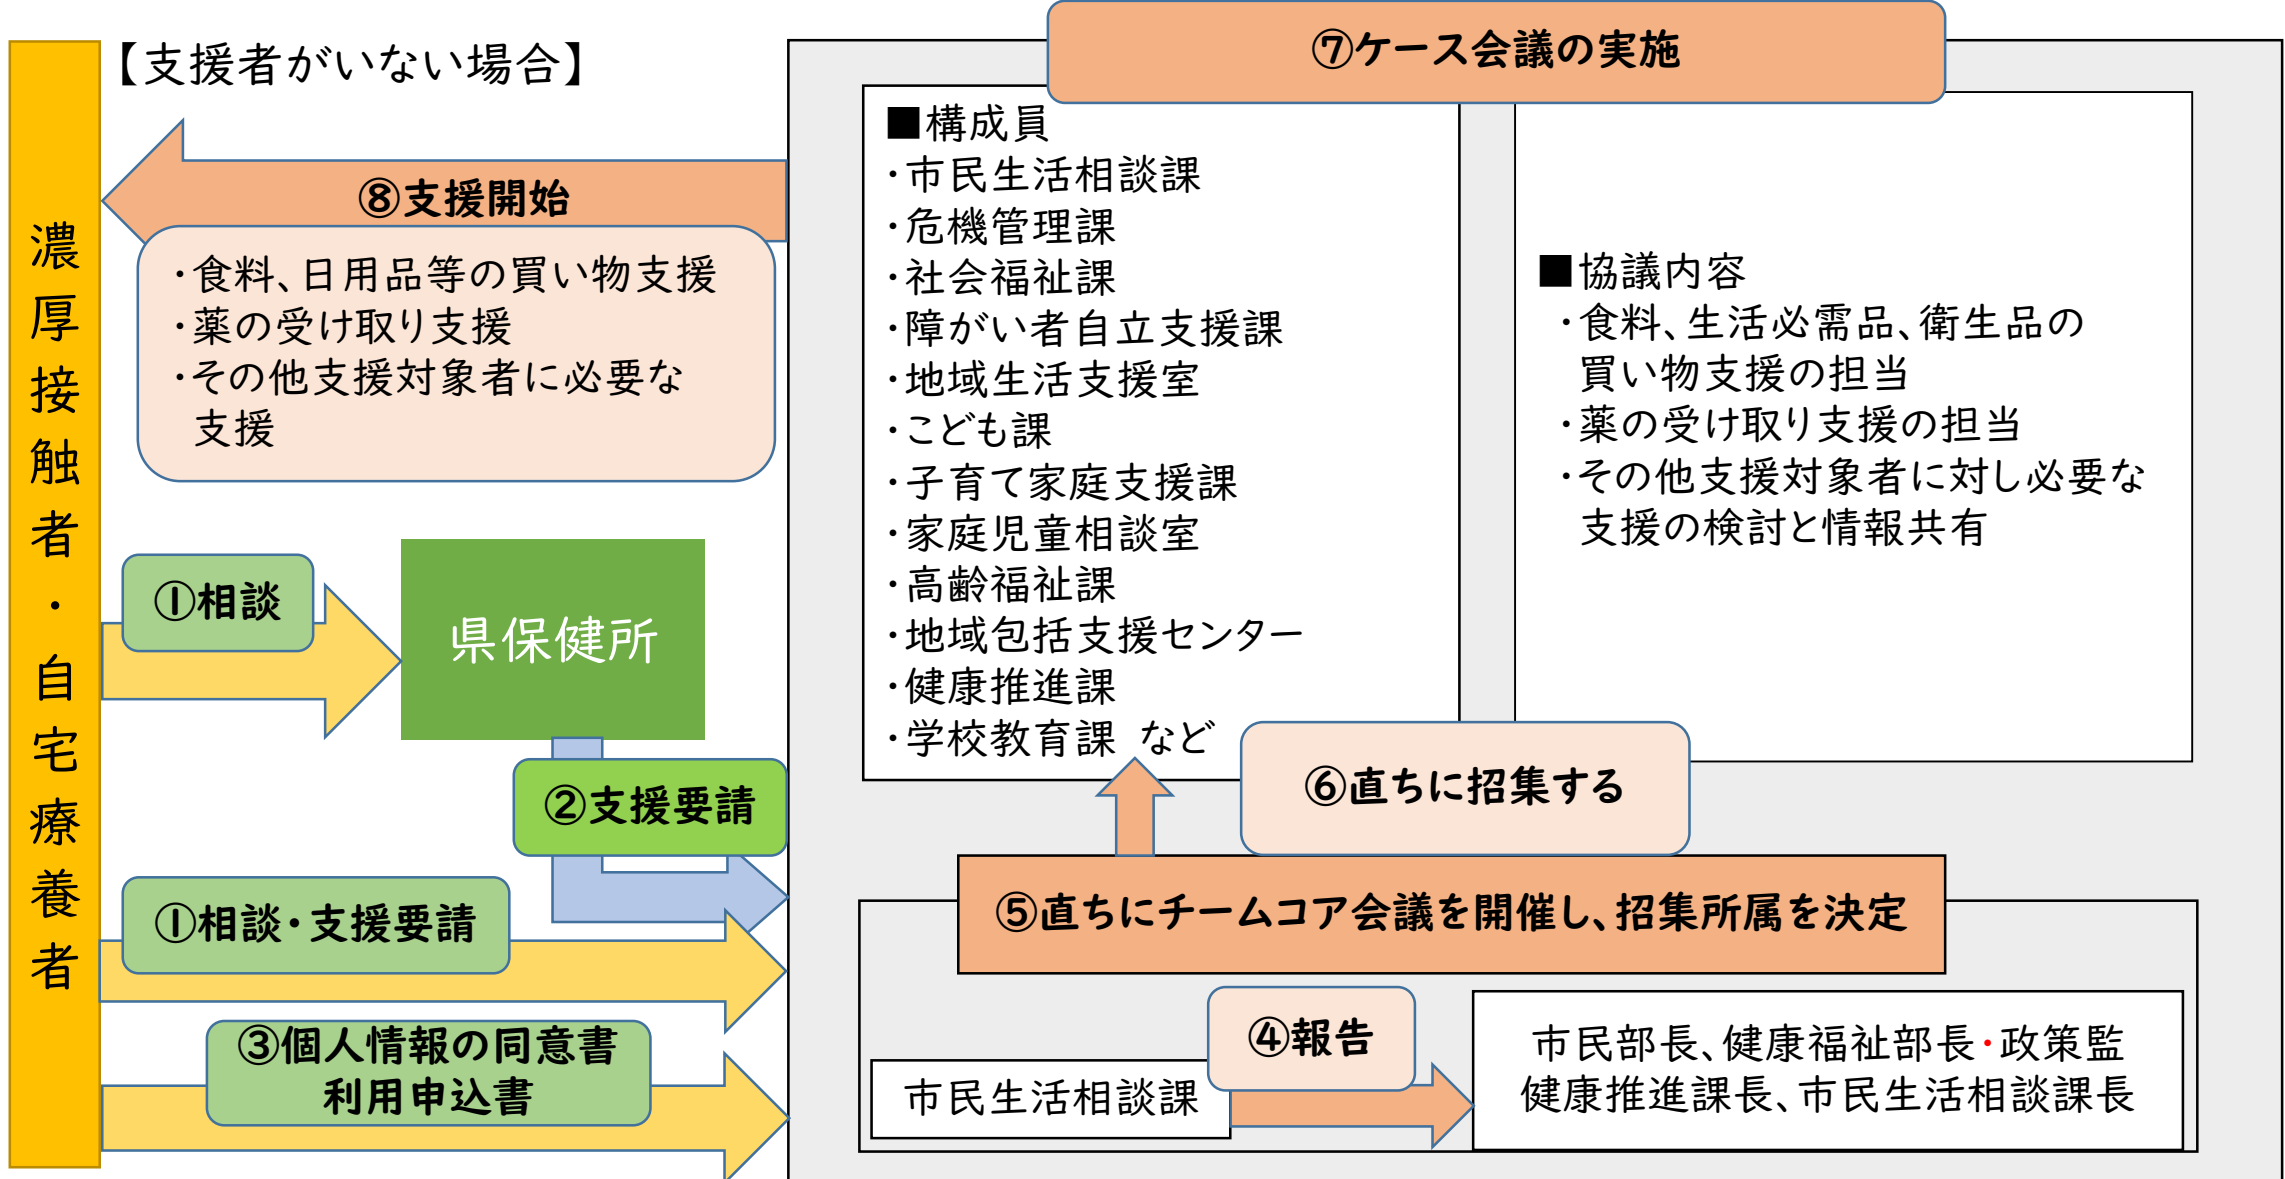 【支援者がいない場合】
濃厚接触者・自宅療養者
⑧支援開始
・食料、日用品等の買い物支援
・薬の受け取り支援
・その他支援対象者に必要な
支援
①相談
県保健所
②支援要請
①相談・支援要請
③個人情報の同意書
利用申込書
⑦ケース会議の実施
■構成員
・市民生活相談課
・危機管理課
・社会福祉課
・障がい者自立支援課
・地域生活支援室
・こども課
・子育て家庭支援課
・家庭児童相談室
・高齢福祉課
・地域包括支援センター
・健康推進課
・学校教育課 など
■協議内容
・食料、生活必需品、衛生品の
買い物支援の担当
・薬の受け取り支援の担当
・その他支援対象者に対し必要な
支援の検討と情報共有
⑥直ちに招集する
⑤直ちにチームコア会議を開催し、招集所属を決定
④報告
市民生活相談課
市民部長、健康福祉部長・政策監
健康推進課長、市民生活相談課長